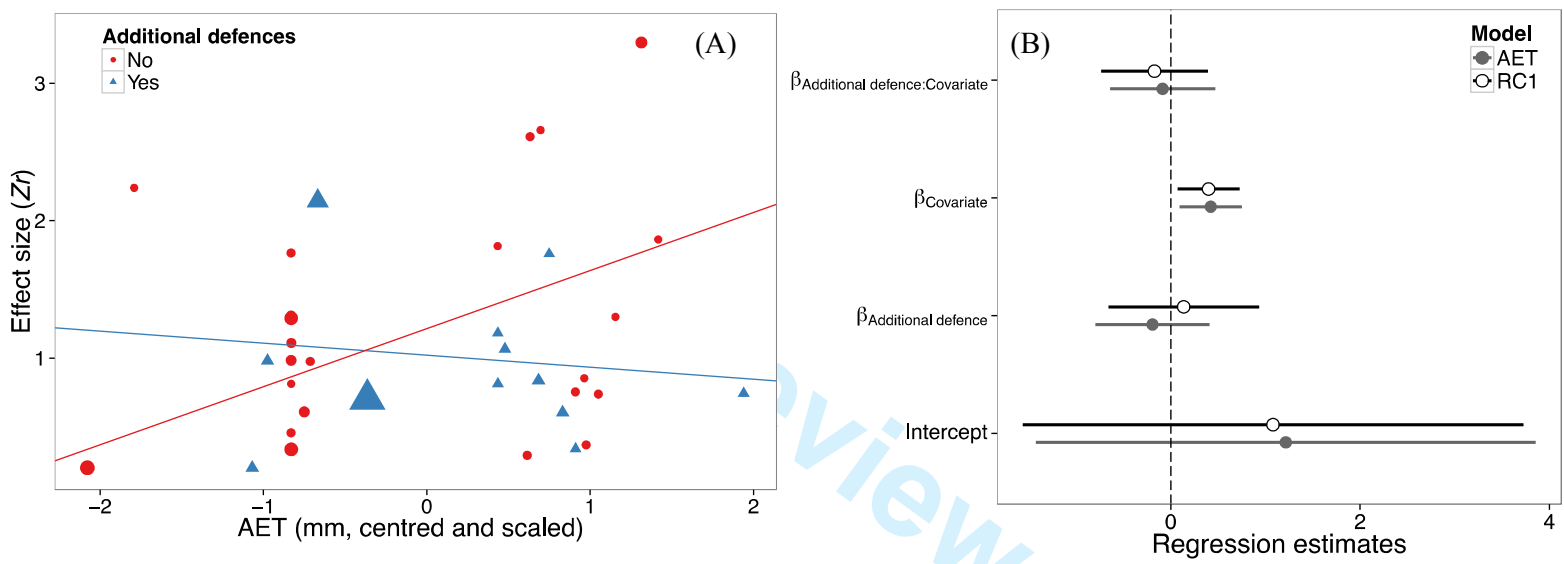 Additional defences
No
Yes
(A)
3
2
1
Effect size (Zr)
−2
−1
0
1
2
AET (mm, centred and scaled)
(B)
Model
AET
RC1
βAdditional defence:Covariate
βCovariate
βAdditional defence
Intercept
0
2
4
Regression estimates